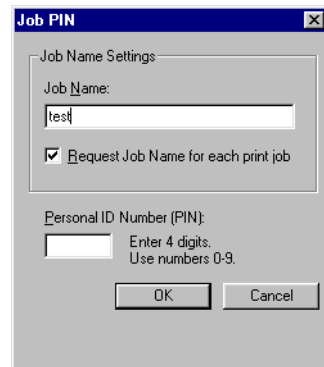 Job PIN
Job Name Settings
Job Name:
test
Request Job Name for each print job
Personal ID Number (PIN):
Enter 4 digits.
Use numbers 0-9.
OK Cancel